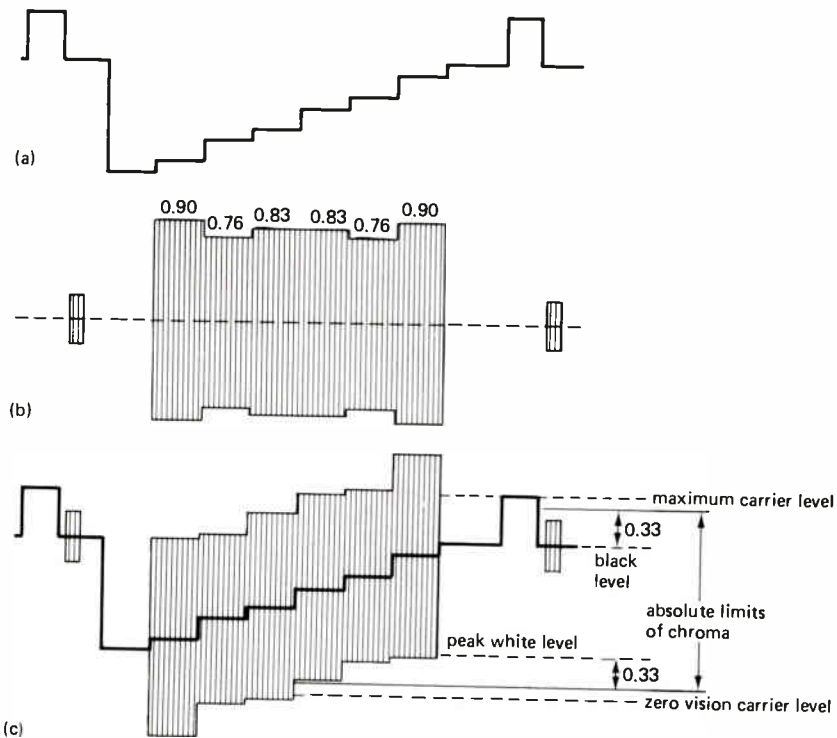 (a)
0.90
0.76
0.83
0.83
0.76
0.90
(b)
maximum carrier level
0.33
black
level
absolute limits
of chroma
peak white level
0.33
zero vision carrier level
(c)